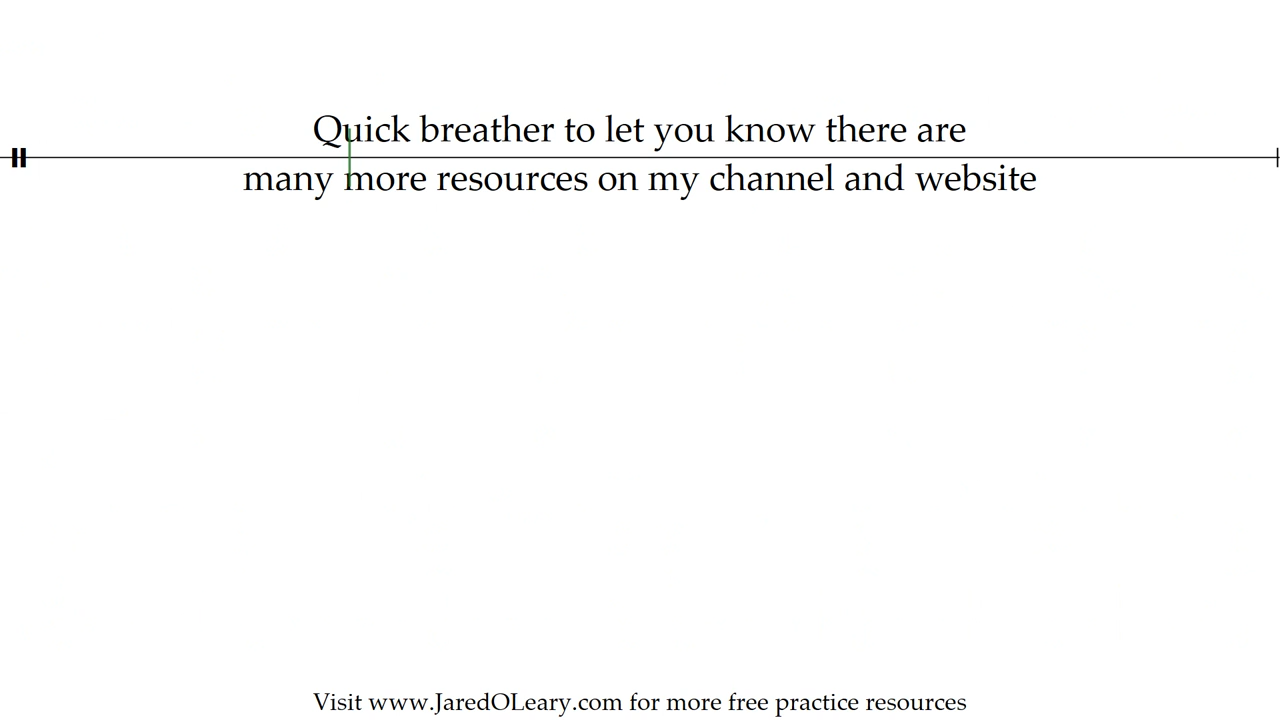 Quick breather to let you know there are
many more resources on my channel and website
Visit www.JaredOLeary.com for more free practice resources